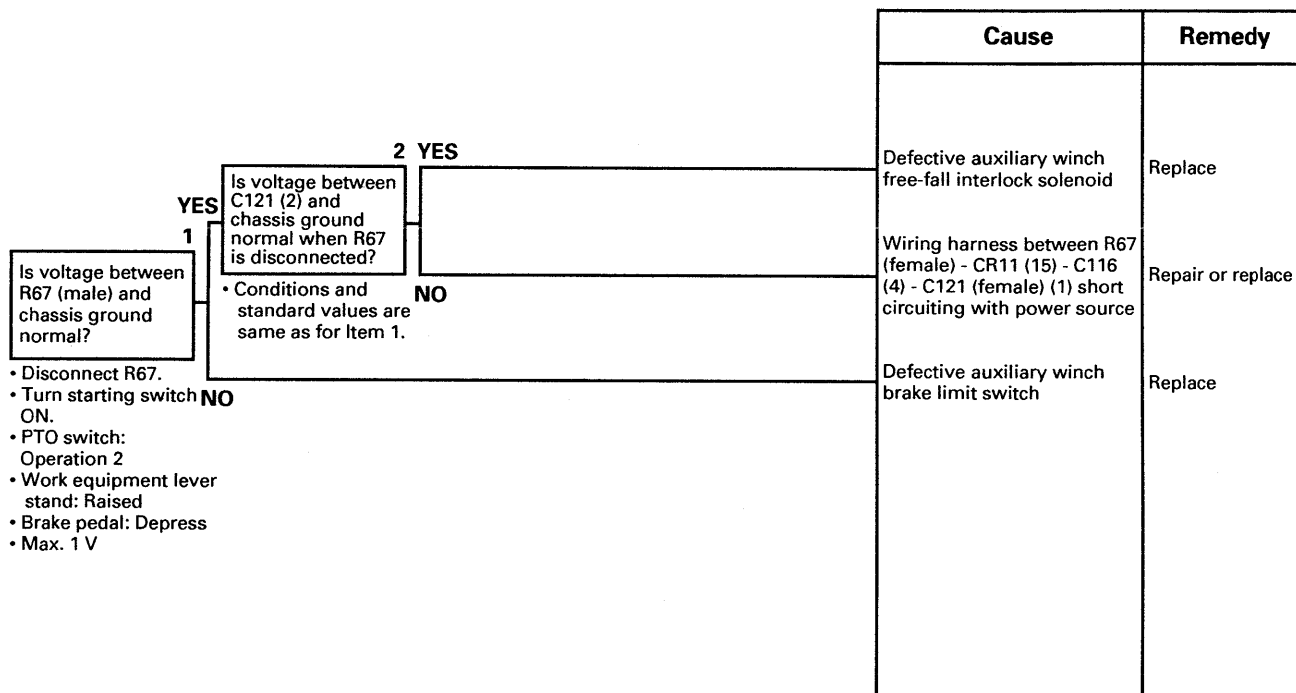 Cause
Remedy
1
Is voltage between
R67 (male) and
chassis ground
normal?
• Disconnect R67.
• Turn starting switch
ON.
• PTO switch:
Operation 2
• Work equipment lever
stand: Raised
• Brake pedal: Depress
• Max. 1 V
YES
2
Is voltage between
C121 (2) and
chassis ground
normal when R67
is disconnected?
• Conditions and
standard values are
same as for Item 1.
YES
Defective auxiliary winch
free-fall interlock solenoid
Replace
NO
Wiring harness between R67
(female) - CR11 (15) - C116
(4) - C121 (female) (1) short
circuiting with power source
Repair or replace
NO
Defective auxiliary winch
brake limit switch
Replace